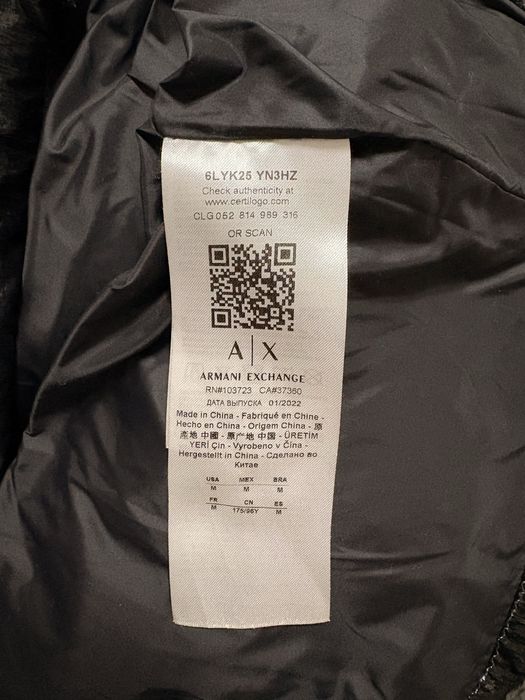 6LYK25 YN3HZ
Check authenticity at
www.certilogo.com
CLG 052 814 989 316
OR SCAN
A|X
ARMANI EXCHANGE
RN#103723 CA#37360
ДАТА ВЫПУСКА 01/2022
Made in China - Fabriqué en Chine -
Hecho en China - Origem China - 原
產地 中國 - 原产地 中国 - ÜRETİM
YERİ Çin - Vyrobeno v Čína -
Hergestellt in China - Сделано во
Китае
USA MEX BRA
M M M
FR CN ES
M 175/96Y M